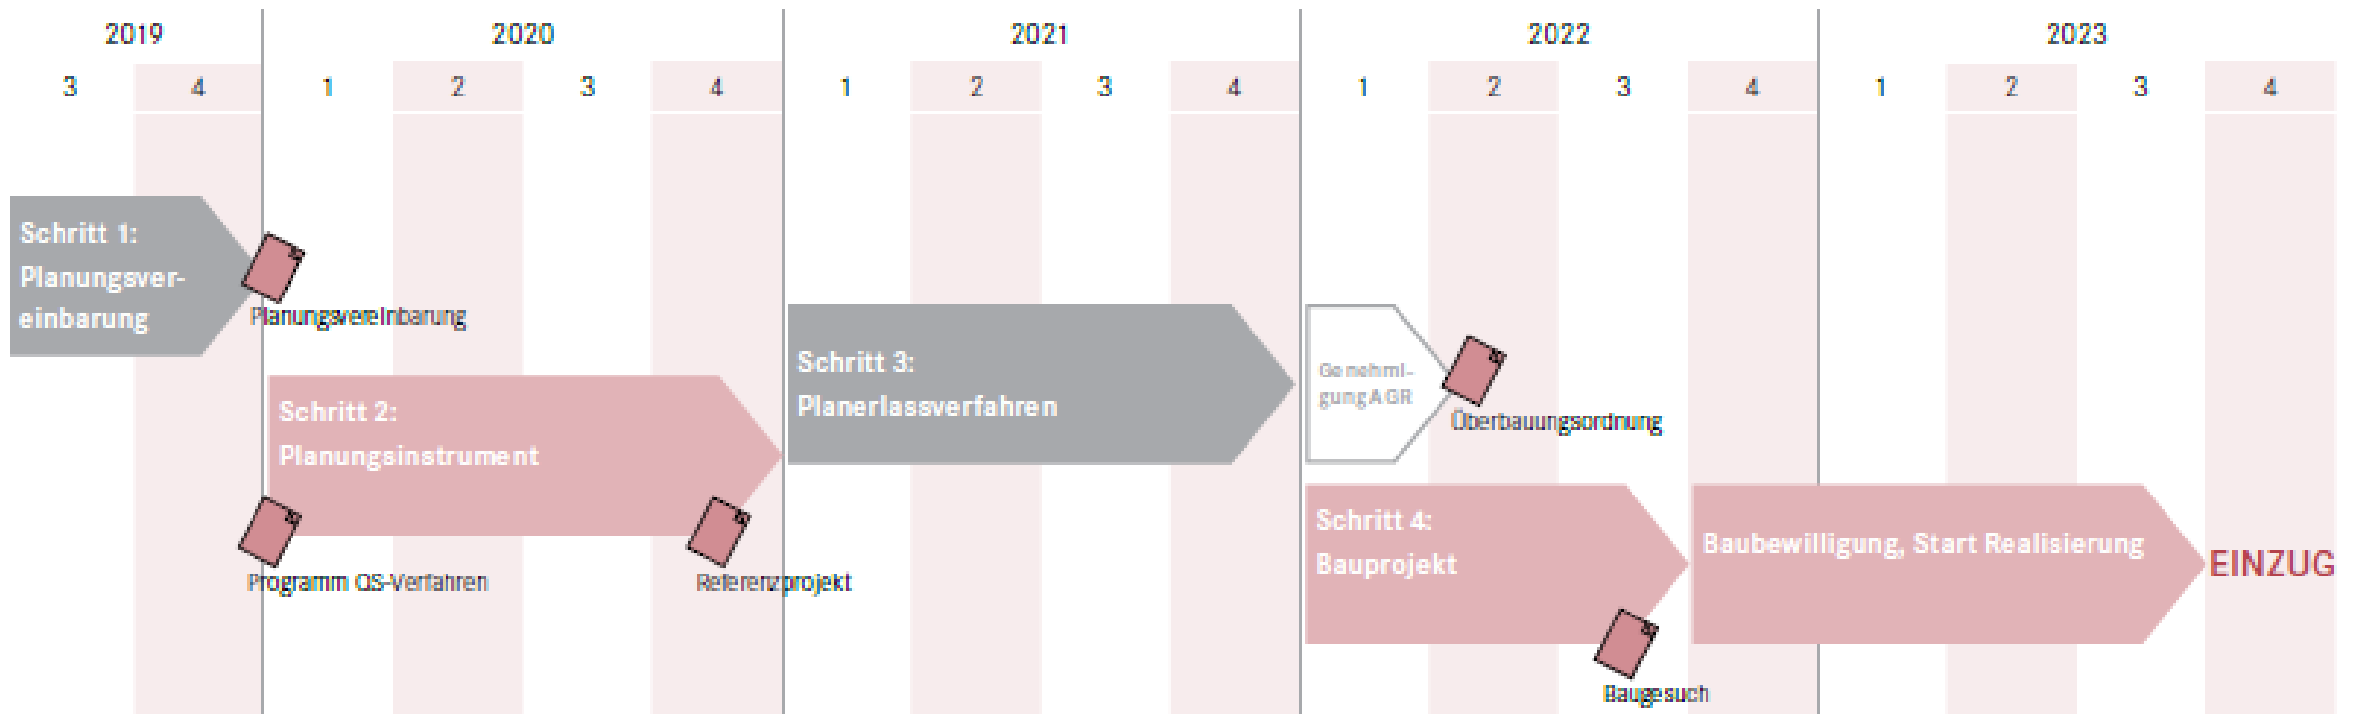 2019
2020
2021
2022
2023
3 4 1 2 3 4 1 2 3 4 1 2 3 4 1 2 3 4
Schritt 1:
Planungsver-
einbarung
Planungsvereinbarung
Schritt 2:
Planungsinstrument
Programm QS-Verfahren
Referenzprojekt
Schritt 3:
Planerlassverfahren
Genehmi-
gung AGR
Überbauungsordnung
Schritt 4:
Bauprojekt
Baugesuch
Baubewilligung, Start Realisierung
EINZUG